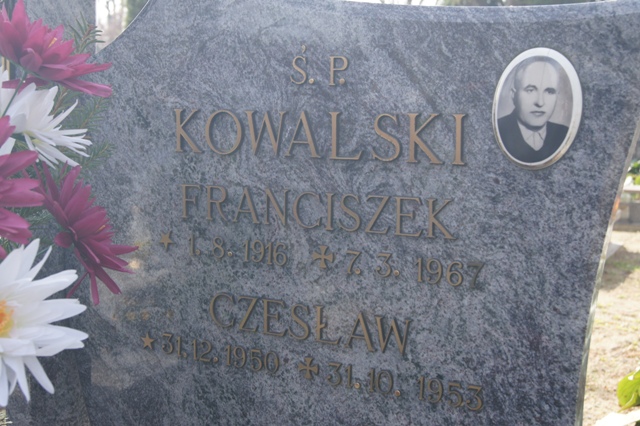 Ś. P.
KOWALSKI
FRANCISZEK
★ 1. 8. 1916 ✢ 7. 3. 1967
CZESŁAW
★ 31.12.1950 ✢ 31.10.1953